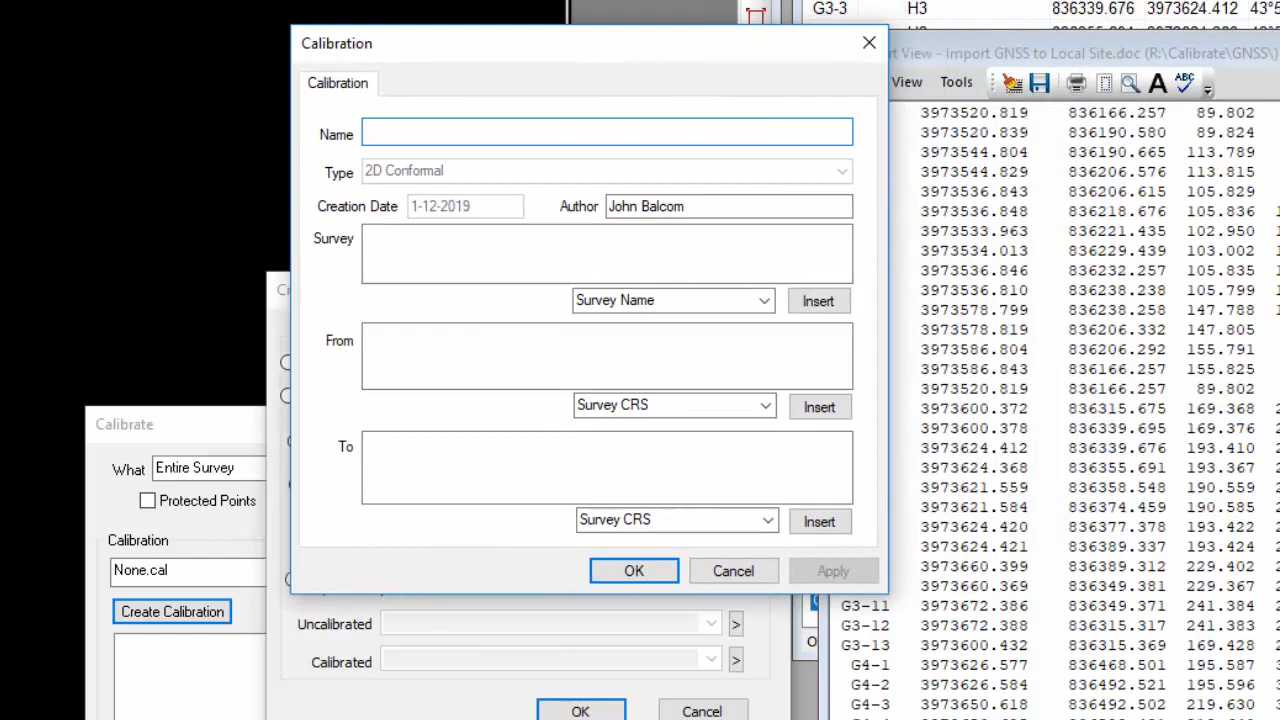 G3-3 H3 836339.676 3973624.412
Calibration
rt View - Import GNSS to Local Site.doc (R:\Calibrate\GNSS\)
Calibration
View Tools
Name
Type 2D Conformal
Creation Date 1-12-2019 Author John Balcom
Survey
Survey Name Insert
From
Survey CRS Insert
To
Survey CRS Insert
OK Cancel Apply
Calibrate
What Entire Survey
Protected Points
Calibration
None.cal
Create Calibration
Uncalibrated >
Calibrated >
OK Cancel
3973520.819 836166.257 89.802
3973520.839 836190.580 89.824
3973544.804 836190.665 113.789
3973544.829 836206.576 113.815
3973536.843 836206.615 105.829
3973536.848 836218.676 105.836
3973533.963 836221.435 102.950
3973534.013 836229.439 103.002
3973536.846 836232.257 105.835
3973536.810 836238.238 105.799
3973578.799 836238.258 147.788
3973578.819 836206.332 147.805
3973586.804 836206.292 155.791
3973586.843 836166.257 155.825
3973520.819 836166.257 89.802
3973600.372 836315.675 169.368
3973600.378 836339.695 169.376
3973624.412 836339.676 193.410
3973624.368 836355.691 193.367
3973621.559 836358.548 190.559
3973621.584 836374.459 190.585
3973624.420 836377.378 193.422
3973624.421 836389.337 193.424
3973660.399 836389.312 229.402
3973660.369 836349.381 229.367
G3-11 3973672.386 836349.371 241.384
G3-12 3973672.388 836315.317 241.383
G3-13 3973600.432 836315.369 169.428
G4-1 3973626.577 836468.501 195.587
G4-2 3973626.584 836492.521 195.596
G4-3 3973650.618 836492.501 219.630